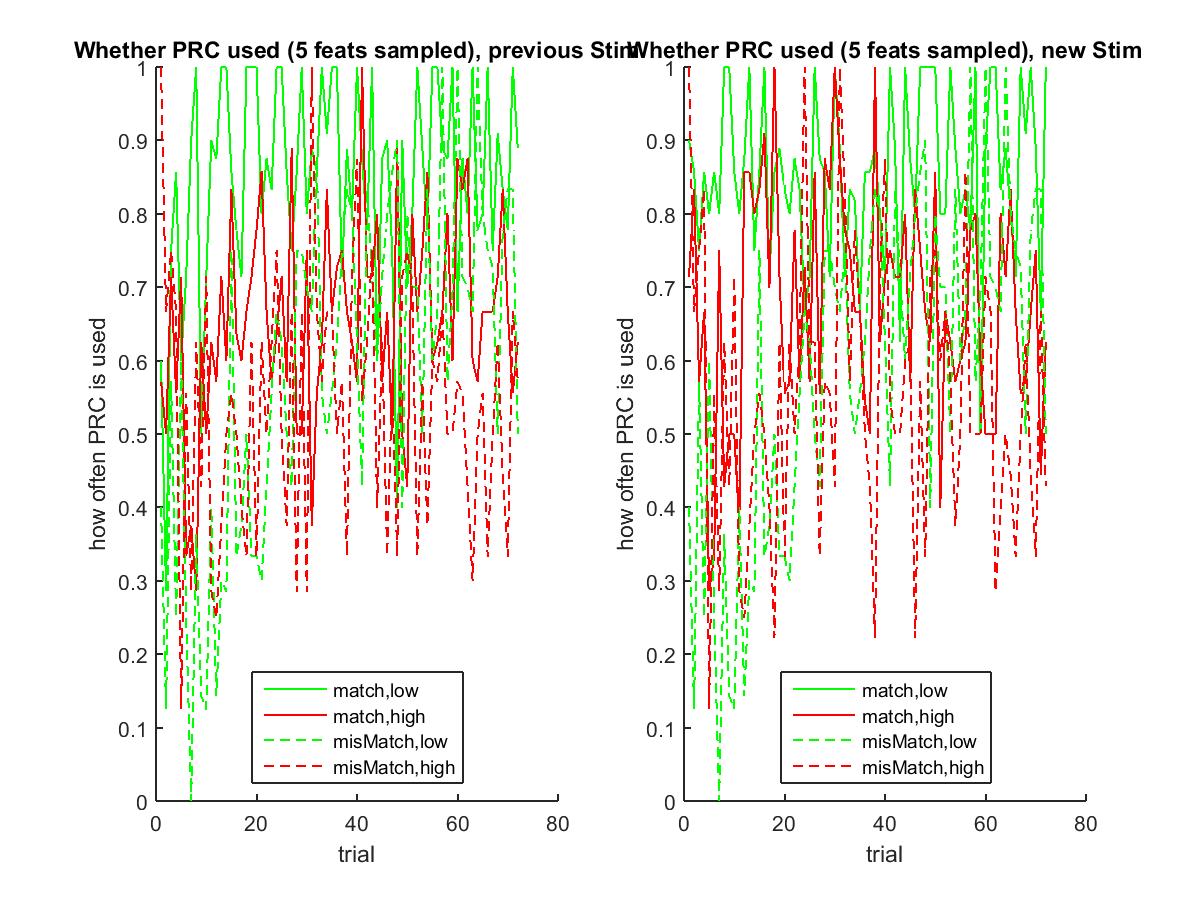 Whether PRC used (5 feats sampled), previous Stim
1
0.9
0.8
0.7
0.6
0.5
0.4
0.3
0.2
0.1
0
how often PRC is used
match,low
match,high
misMatch,low
misMatch,high
0 20 40 60 80
trial
Whether PRC used (5 feats sampled), new Stim
1
0.9
0.8
0.7
0.6
0.5
0.4
0.3
0.2
0.1
0
how often PRC is used
match,low
match,high
misMatch,low
misMatch,high
0 20 40 60 80
trial